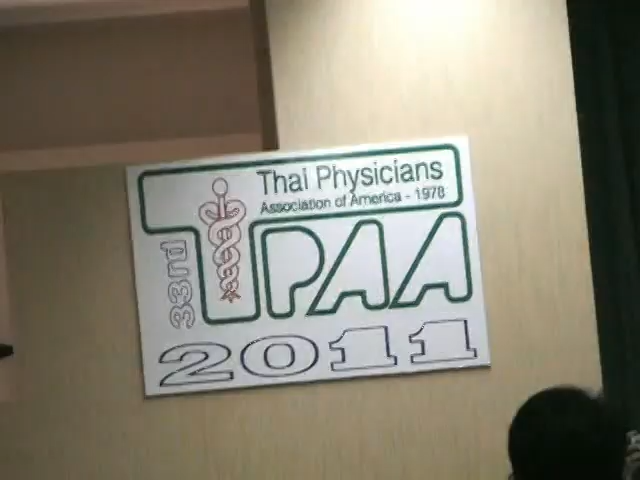 Thai Physicians
Association of America - 1978
TPAA
33rd
2011